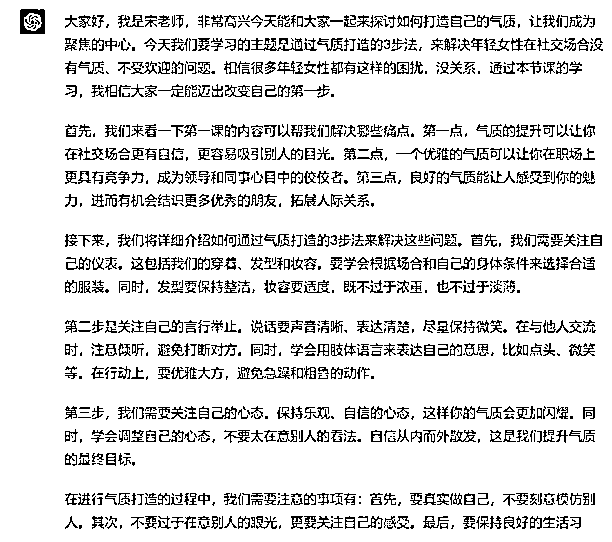 大家好，我是宋老师，非常高兴今天能和大家一起来探讨如何打造自己的气质，让我们成为
聚焦的中心。今天我们要学习的主题是通过气质打造的3步法，来解决年轻女性在社交场合没
有气质、不受欢迎的问题。相信很多年轻女性都有这样的困扰，没关系，通过本节课的学
习，我相信大家一定能迈出改变自己的第一步。
首先，我们来看一下第一课的内容可以帮我们解决哪些痛点。第一点，气质的提升可以让你
在社交场合更有自信，更容易吸引别人的目光。第二点，一个优雅的气质可以让你在职场上
更具有竞争力，成为领导和同事心目中的佼佼者。第三点，良好的气质能让人感受到你的魅
力，进而有机会结识更多优秀的朋友，拓展人际关系。
接下来，我们将详细介绍如何通过气质打造的3步法来解决这些问题。首先，我们需要关注自
己的仪表。这包括我们的穿着、发型和妆容。要学会根据场合和自己的身体条件来选择合适
的服装。同时，发型要保持整洁，妆容要适度，既不过于浓重，也不过于淡薄。
第二步是关注自己的言行举止。说话要声音清晰、表达清楚，尽量保持微笑。在与他人交流
时，注意倾听，避免打断对方。同时，学会用肢体语言来表达自己的意思，比如点头、微笑
等。在行动上，要优雅大方，避免急躁和粗鲁的动作。
第三步，我们需要关注自己的心态。保持乐观、自信的心态，这样你的气质会更加闪耀。同
时，学会调整自己的心态，不要太在意别人的看法。自信从内而外散发，这是我们提升气质
的最终目标。
在进行气质打造的过程中，我们需要注意的事项有：首先，要真实做自己，不要刻意模仿别
人。其次，不要过于在意别人的眼光，更要关注自己的感受。最后，要保持良好的生活习